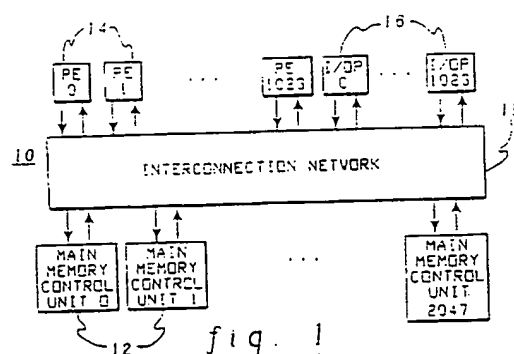 14
16
PE 0
PE 1
. . .
PE 1023
I/OP 0
. . .
I/OP 1023
10
INTERCONNECTION NETWORK
MAIN MEMORY CONTROL UNIT 0
MAIN MEMORY CONTROL UNIT 1
. . .
MAIN MEMORY CONTROL UNIT 2047
12
fig. 1